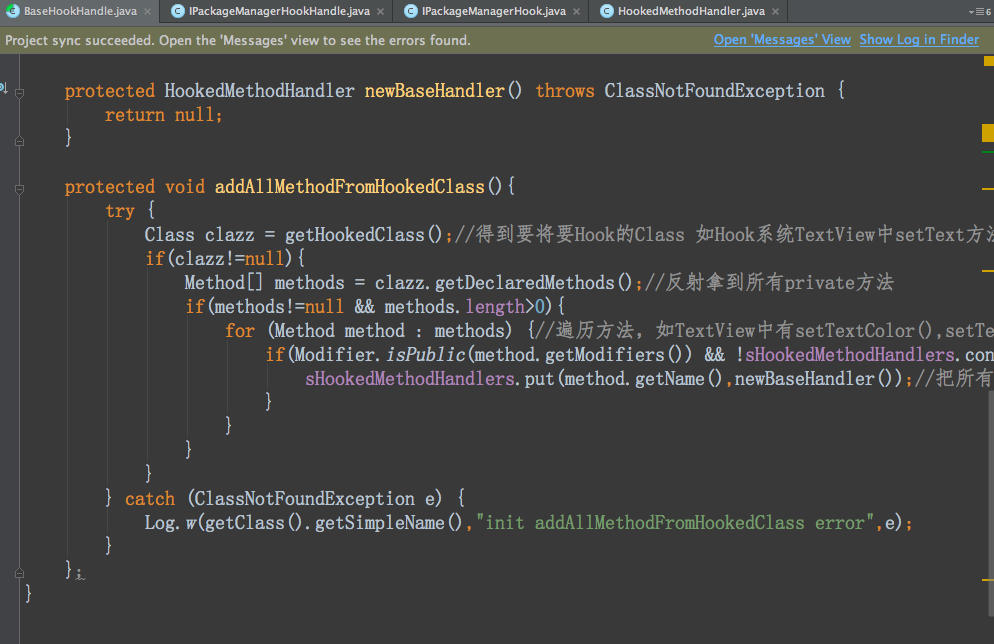 BaseHookHandle.java × IPackageManagerHookHandle.java × IPackageManagerHook.java × HookedMethodHandler.java × 6
Project sync succeeded. Open the 'Messages' view to see the errors found. Open 'Messages' View Show Log in Finder
protected HookedMethodHandler newBaseHandler() throws ClassNotFoundException {
return null;
}
protected void addAllMethodFromHookedClass(){
try {
Class clazz = getHookedClass();//得到要将要Hook的Class 如Hook系统TextView中setText方法
if(clazz!=null){
Method[] methods = clazz.getDeclaredMethods();//反射拿到所有private方法
if(methods!=null && methods.length>0){
for (Method method : methods) {//遍历方法，如TextView中有setTextColor(),setTe
if(Modifier.isPublic(method.getModifiers()) && !sHookedMethodHandlers.con
sHookedMethodHandlers.put(method.getName(),newBaseHandler());//把所有
}
}
}
}
} catch (ClassNotFoundException e) {
Log.w(getClass().getSimpleName(),"init addAllMethodFromHookedClass error",e);
}
};
}